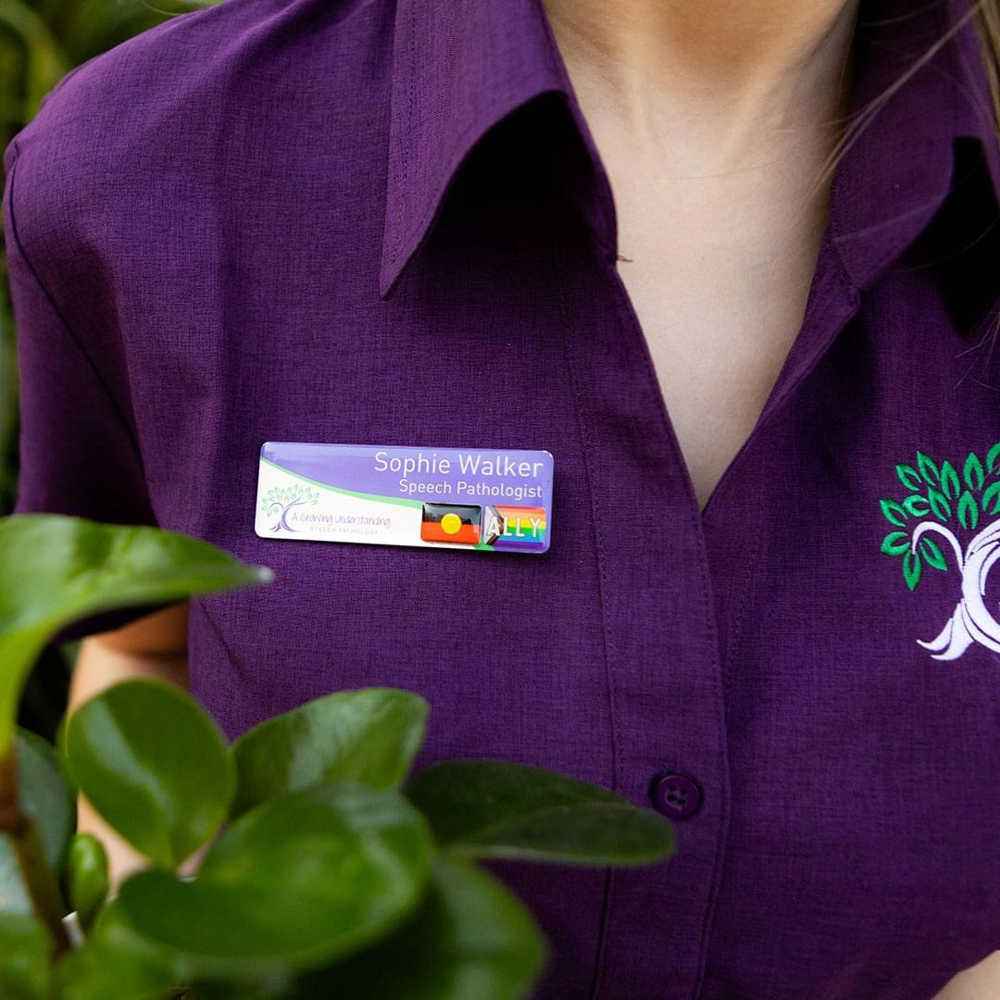 Sophie Walker
Speech Pathologist
A Growing Understanding
SPEECH PATHOLOGY
ALLY